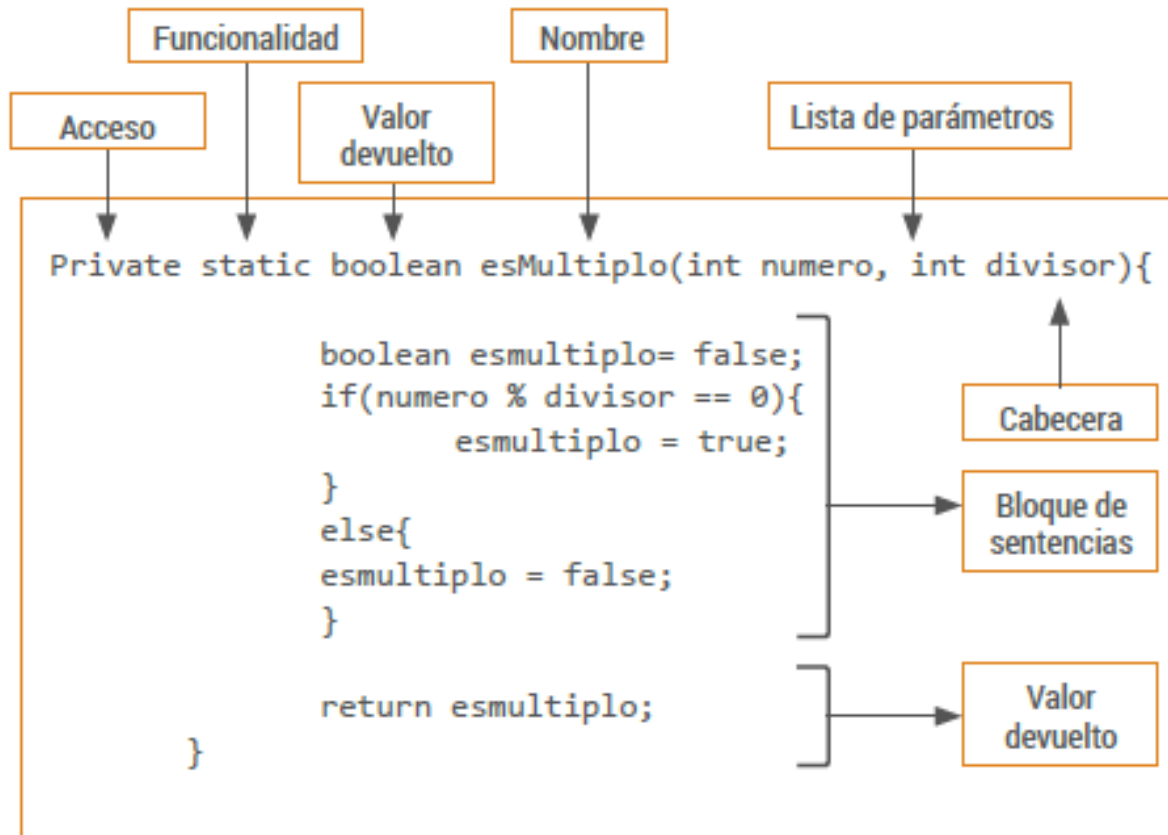 Funcionalidad
Nombre
Acceso
Valor
devuelto
Lista de parámetros
Private static boolean esMultiplo(int numero, int divisor){
boolean esmultiplo= false;
if(numero % divisor == 0){
esmultiplo = true;
}
else{
esmultiplo = false;
}
return esmultiplo;
}
Cabecera
Bloque de
sentencias
Valor
devuelto